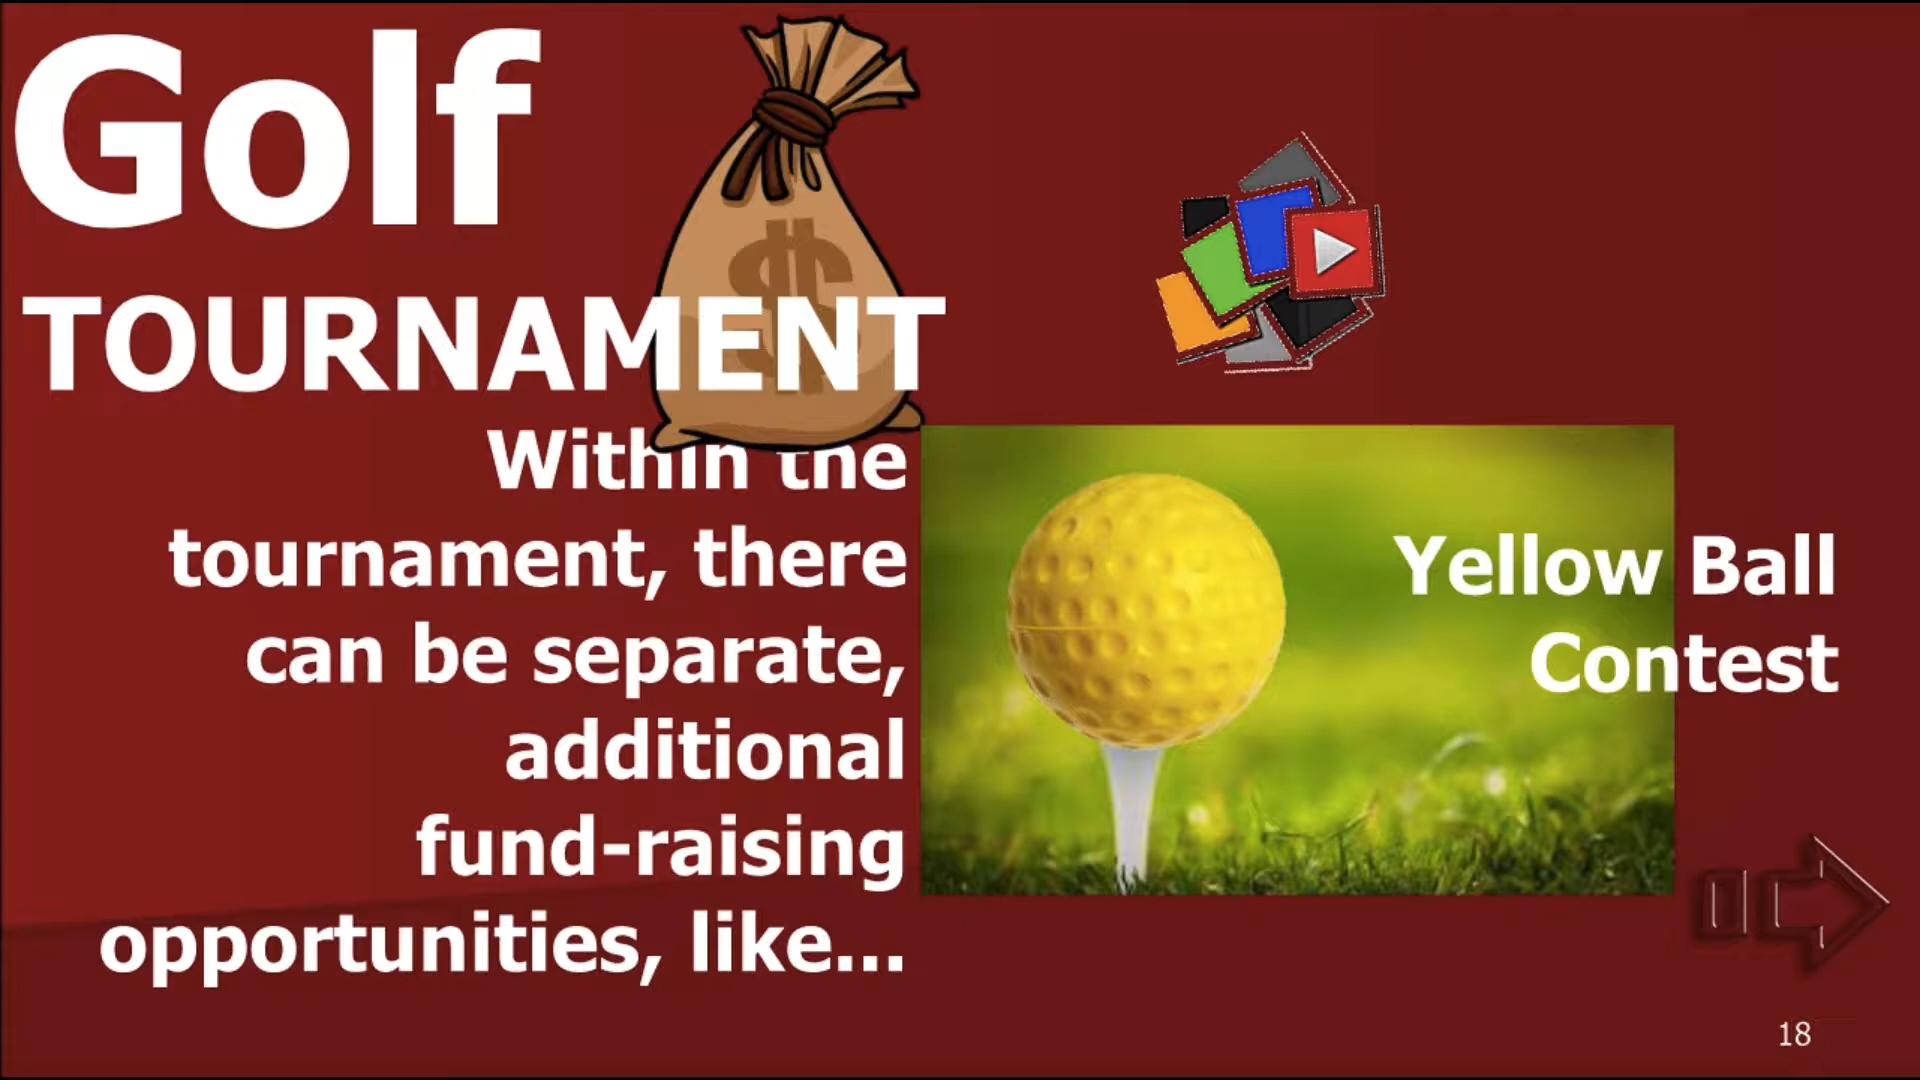 Golf
TOURNAMENT
Within the
tournament, there
can be separate,
additional
fund-raising
opportunities, like...
Yellow Ball
Contest
$
18